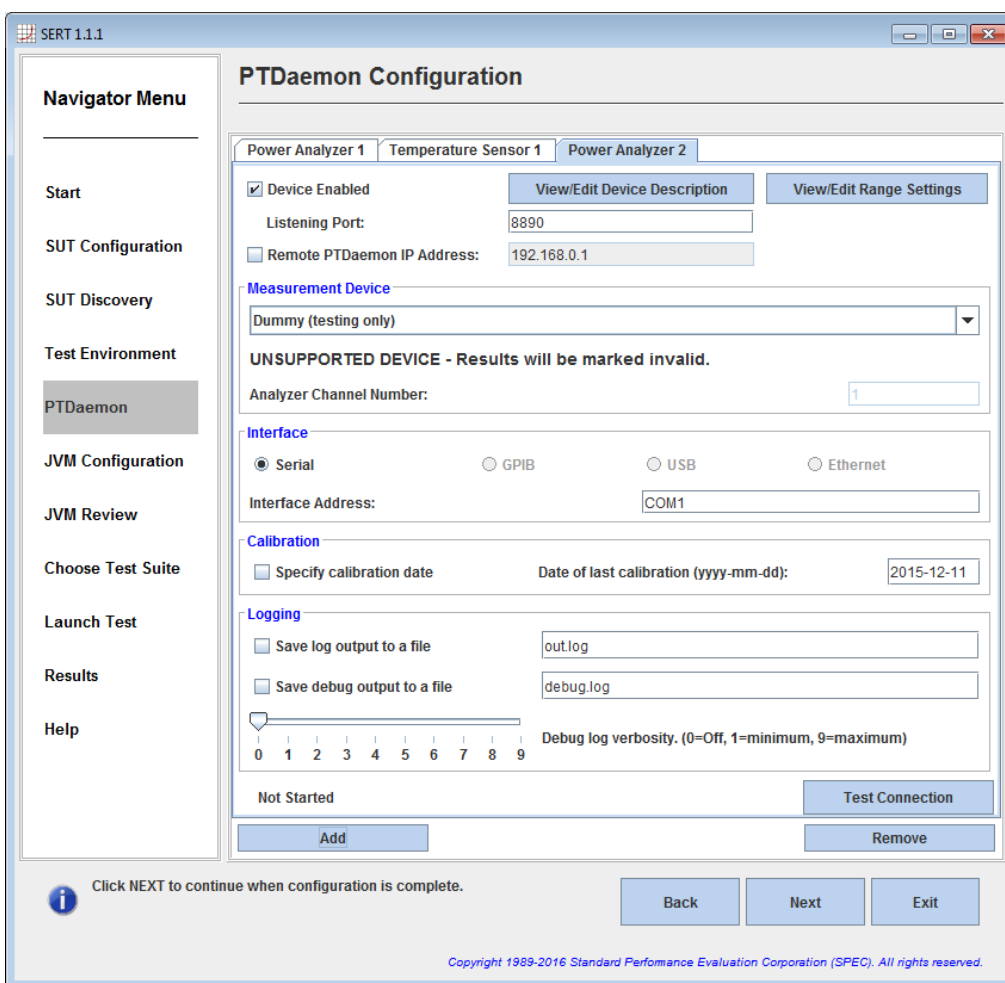 SERT 1.1.1
Navigator Menu
Start
SUT Configuration
SUT Discovery
Test Environment
PTDaemon
JVM Configuration
JVM Review
Choose Test Suite
Launch Test
Results
Help
PTDaemon Configuration
Power Analyzer 1 Temperature Sensor 1 Power Analyzer 2
Device Enabled View/Edit Device Description View/Edit Range Settings
Listening Port: 8890
Remote PTDaemon IP Address: 192.168.0.1
Measurement Device
Dummy (testing only)
UNSUPPORTED DEVICE - Results will be marked invalid.
Analyzer Channel Number: 1
Interface
Serial GPIB USB Ethernet
Interface Address: COM1
Calibration
Specify calibration date Date of last calibration (yyyy-mm-dd): 2015-12-11
Logging
Save log output to a file out.log
Save debug output to a file debug.log
0 1 2 3 4 5 6 7 8 9 Debug log verbosity. (0=Off, 1=minimum, 9=maximum)
Not Started Test Connection
Add Remove
Click NEXT to continue when configuration is complete.
Back Next Exit
Copyright 1989-2016 Standard Performance Evaluation Corporation (SPEC). All rights reserved.